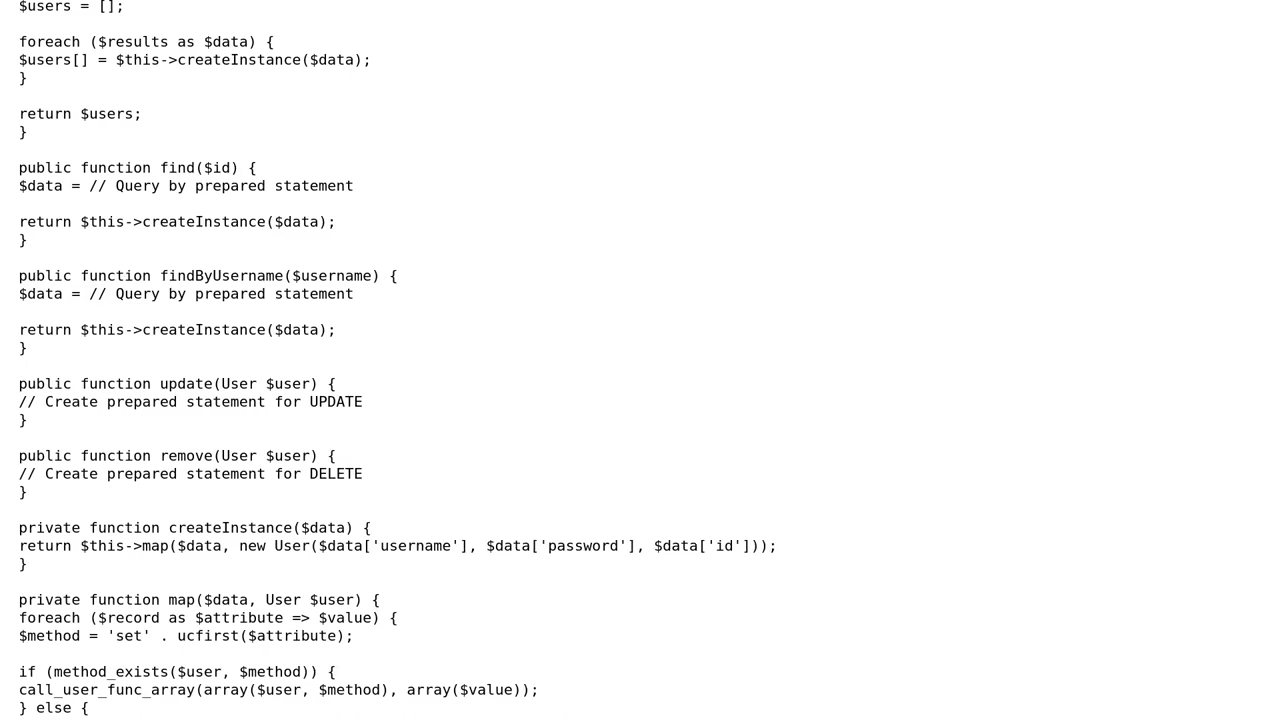 $users = [];
foreach ($results as $data) {
$users[] = $this->createInstance($data);
}
return $users;
}
public function find($id) {
$data = // Query by prepared statement
return $this->createInstance($data);
}
public function findByUsername($username) {
$data = // Query by prepared statement
return $this->createInstance($data);
}
public function update(User $user) {
// Create prepared statement for UPDATE
}
public function remove(User $user) {
// Create prepared statement for DELETE
}
private function createInstance($data) {
return $this->map($data, new User($data['username'], $data['password'], $data['id']));
}
private function map($data, User $user) {
foreach ($record as $attribute => $value) {
$method = 'set' . ucfirst($attribute);
if (method_exists($user, $method)) {
call_user_func_array(array($user, $method), array($value));
} else {